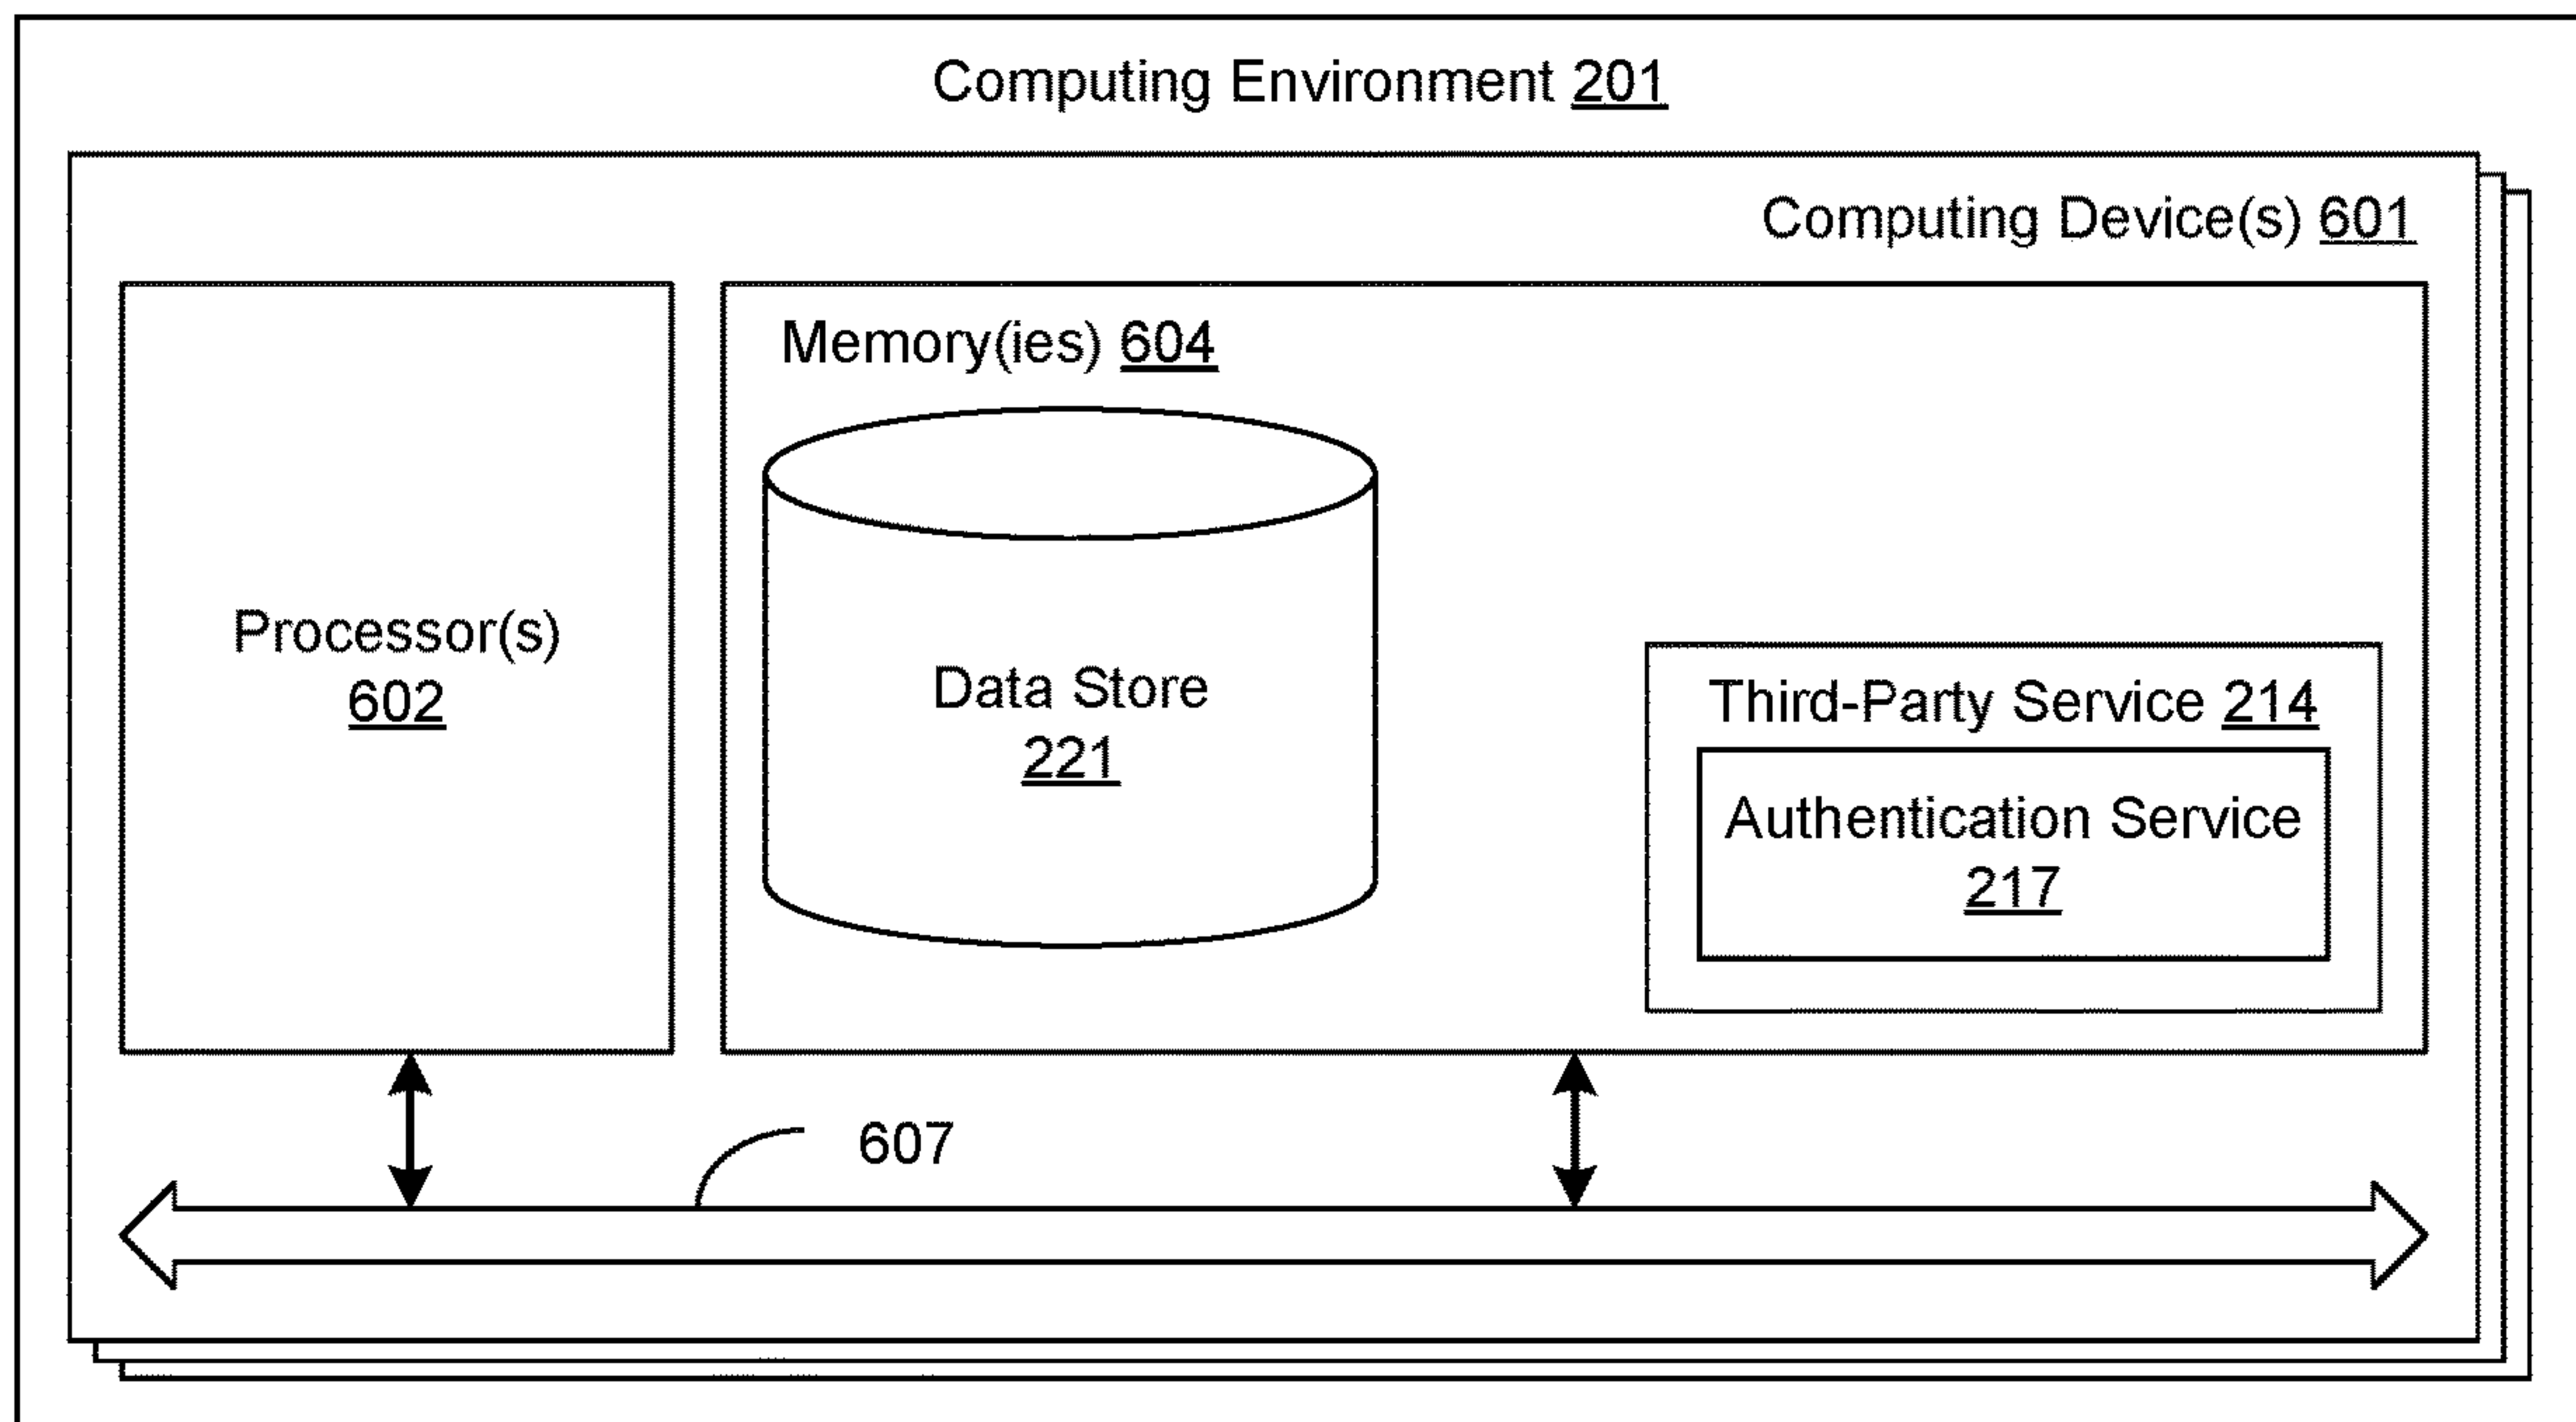 Computing Environment 201
Computing Device(s) 601
Memory(ies) 604
Processor(s)
602
Data Store
221
Third-Party Service 214
Authentication Service
217
607